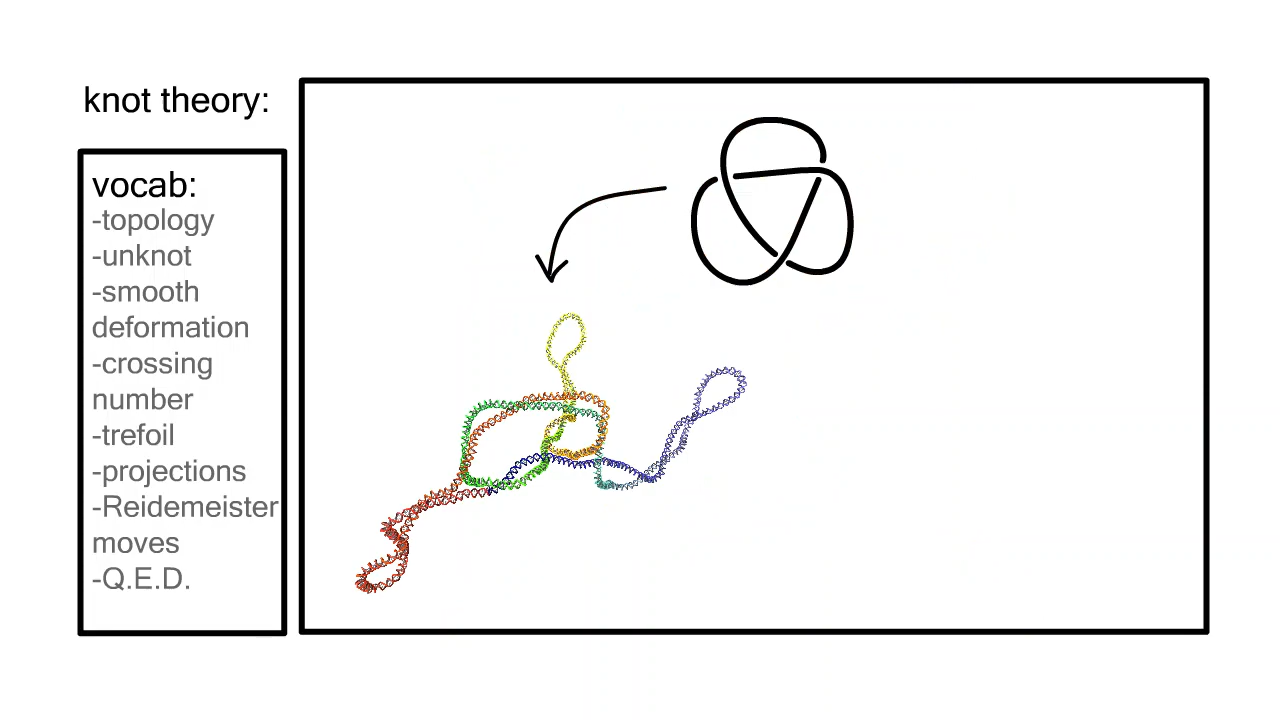 knot theory:
vocab:
-topology
-unknot
-smooth
deformation
-crossing
number
-trefoil
-projections
-Reidemeister
moves
-Q.E.D.